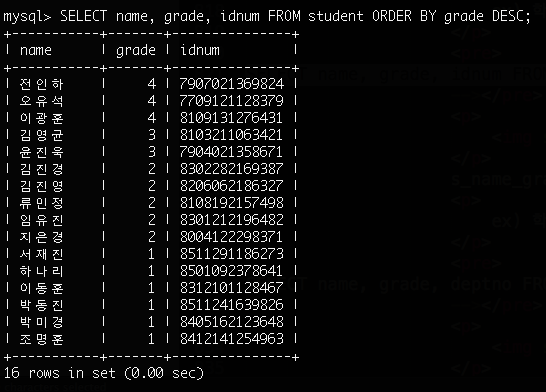 mysql> SELECT name, grade, idnum FROM student ORDER BY grade DESC;
+-----------+-------+---------------+
| name | grade | idnum |
+-----------+-------+---------------+
| 전인하 | 4 | 7907021369824 |
| 오유석 | 4 | 7709121128379 |
| 이광훈 | 4 | 8109131276431 |
| 김영균 | 3 | 8103211063421 |
| 윤진욱 | 3 | 7904021358671 |
| 김진경 | 2 | 8302282169387 |
| 김진영 | 2 | 8206062186327 |
| 류민정 | 2 | 8108192157498 |
| 임유진 | 2 | 8301212196482 |
| 지은경 | 2 | 8004122298371 |
| 서재진 | 1 | 8511291186273 |
| 하나리 | 1 | 8501092378641 |
| 이동훈 | 1 | 8312101128467 |
| 박동진 | 1 | 8511241639826 |
| 박미경 | 1 | 8405162123648 |
| 조명훈 | 1 | 8412141254963 |
+-----------+-------+---------------+
16 rows in set (0.00 sec)